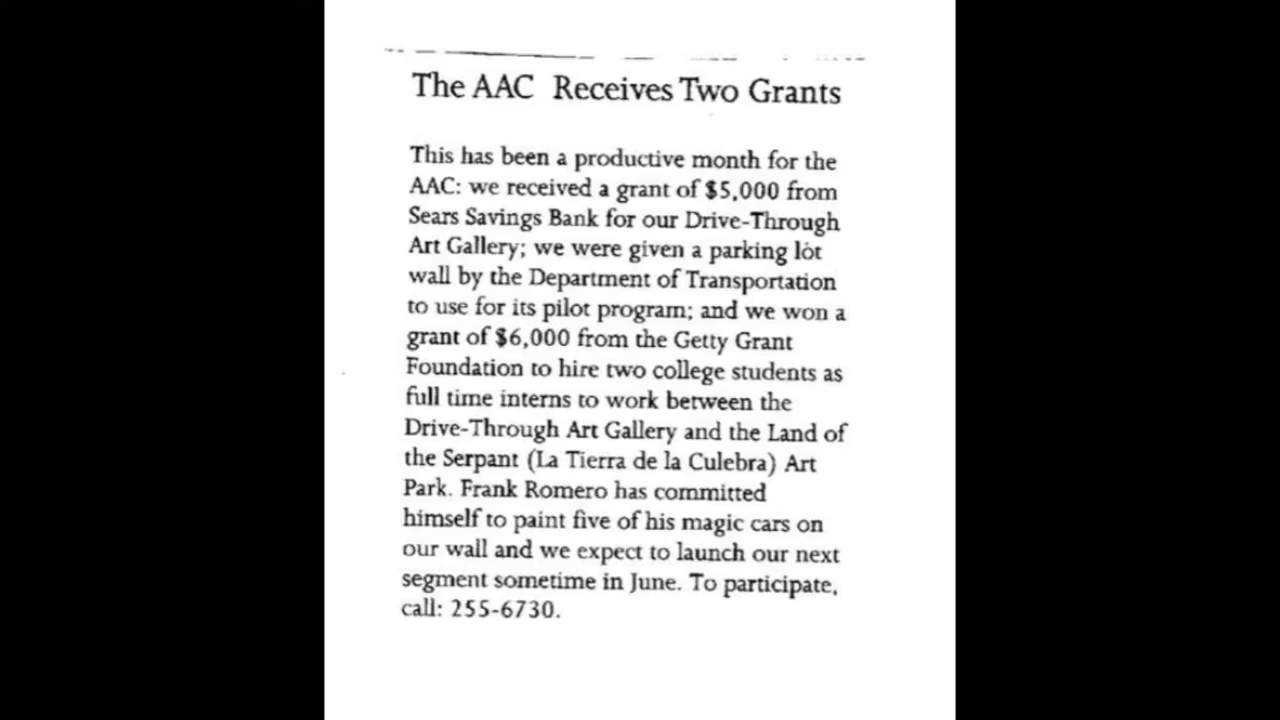 The AAC Receives Two Grants
This has been a productive month for the
AAC: we received a grant of $5,000 from
Sears Savings Bank for our Drive-Through
Art Gallery; we were given a parking lot
wall by the Department of Transportation
to use for its pilot program; and we won a
grant of $6,000 from the Getty Grant
Foundation to hire two college students as
full time interns to work between the
Drive-Through Art Gallery and the Land of
the Serpant (La Tierra de la Culebra) Art
Park. Frank Romero has committed
himself to paint five of his magic cars on
our wall and we expect to launch our next
segment sometime in June. To participate,
call: 255-6730.